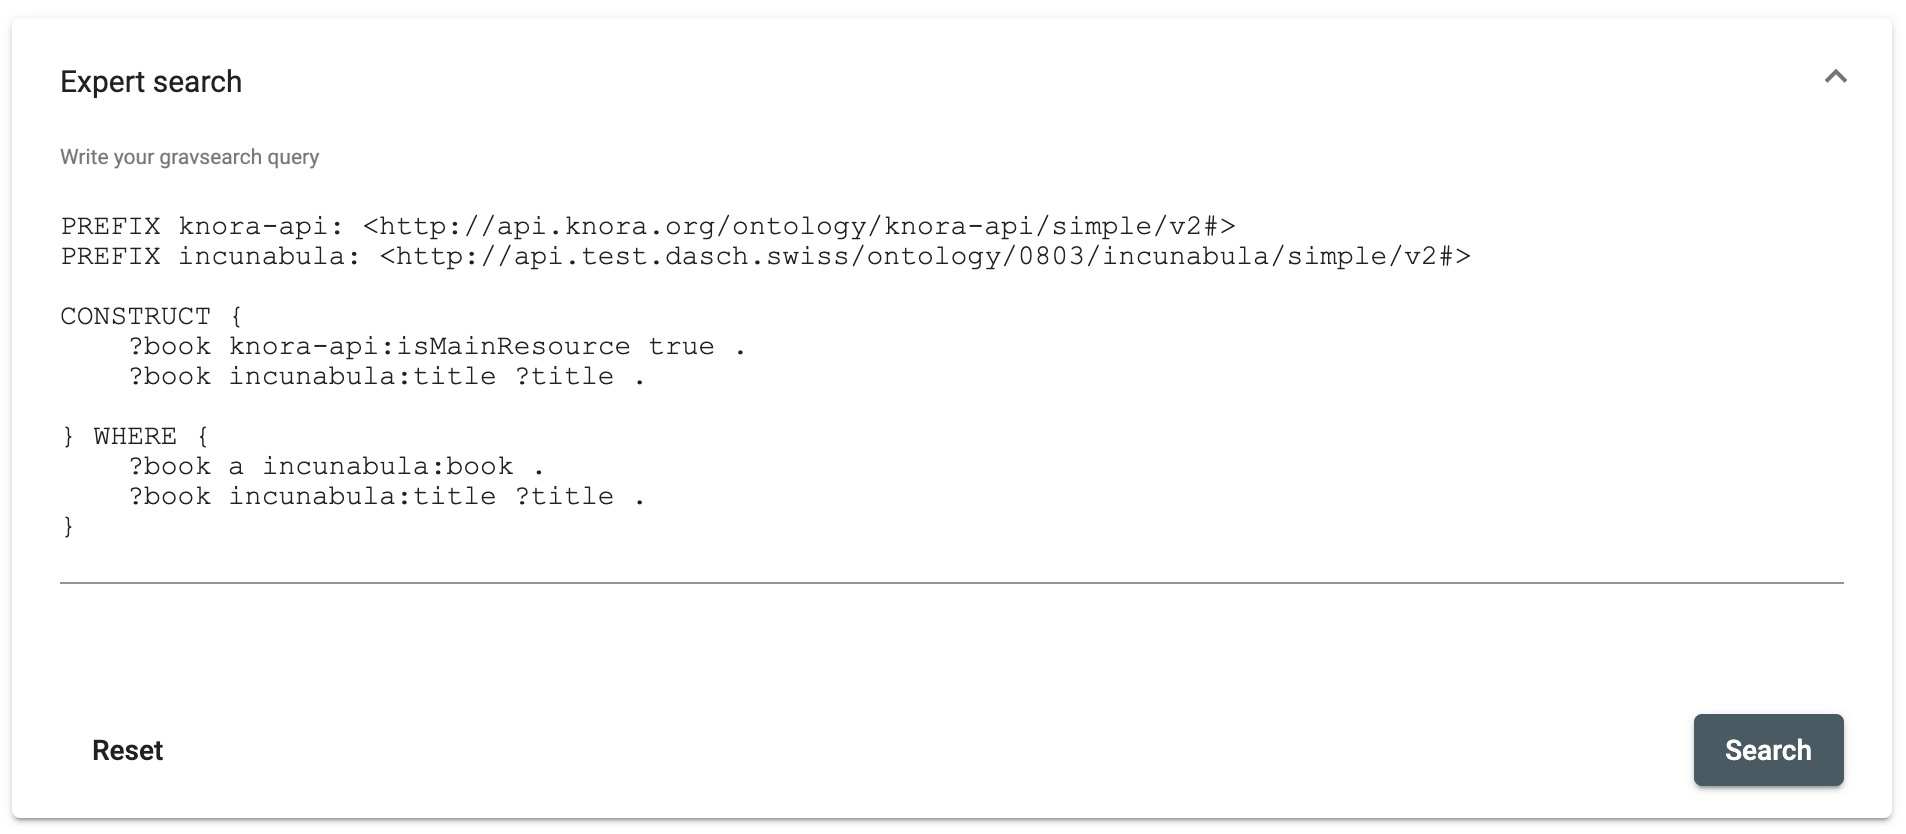 Expert search
Write your gravsearch query
PREFIX knora-api: <http://api.knora.org/ontology/knora-api/simple/v2#>
PREFIX incunabula: <http://api.test.dasch.swiss/ontology/0803/incunabula/simple/v2#>
CONSTRUCT {
    ?book knora-api:isMainResource true .
    ?book incunabula:title ?title .
} WHERE {
    ?book a incunabula:book .
    ?book incunabula:title ?title .
}
Reset
Search